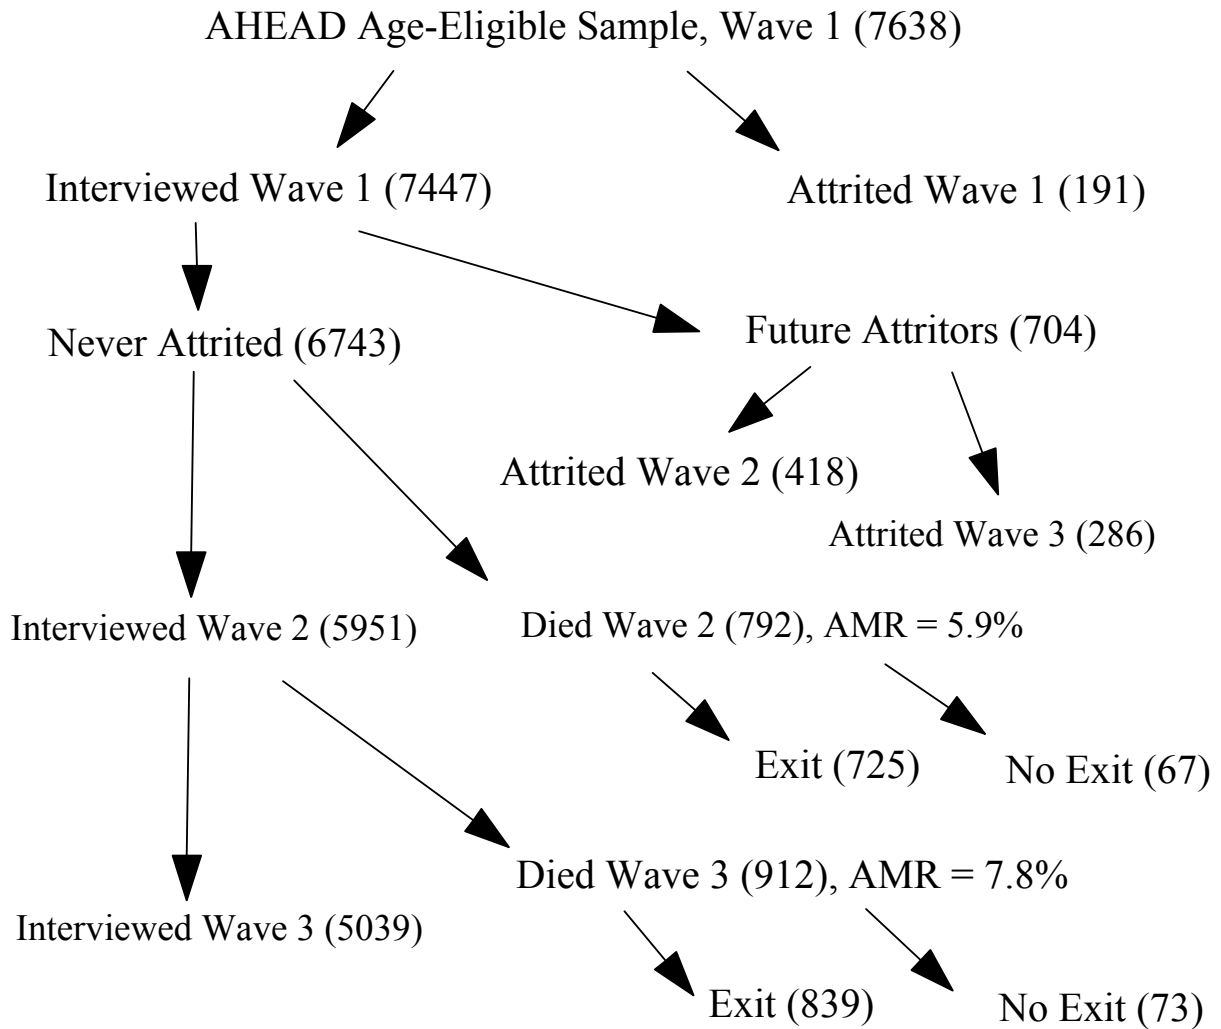 AHEAD Age-Eligible Sample, Wave 1 (7638)
Interviewed Wave 1 (7447)
Attrited Wave 1 (191)
Never Attrited (6743)
Future Attritors (704)
Attrited Wave 2 (418)
Attrited Wave 3 (286)
Interviewed Wave 2 (5951)
Died Wave 2 (792), AMR = 5.9%
Exit (725)
No Exit (67)
Died Wave 3 (912), AMR = 7.8%
Interviewed Wave 3 (5039)
Exit (839)
No Exit (73)